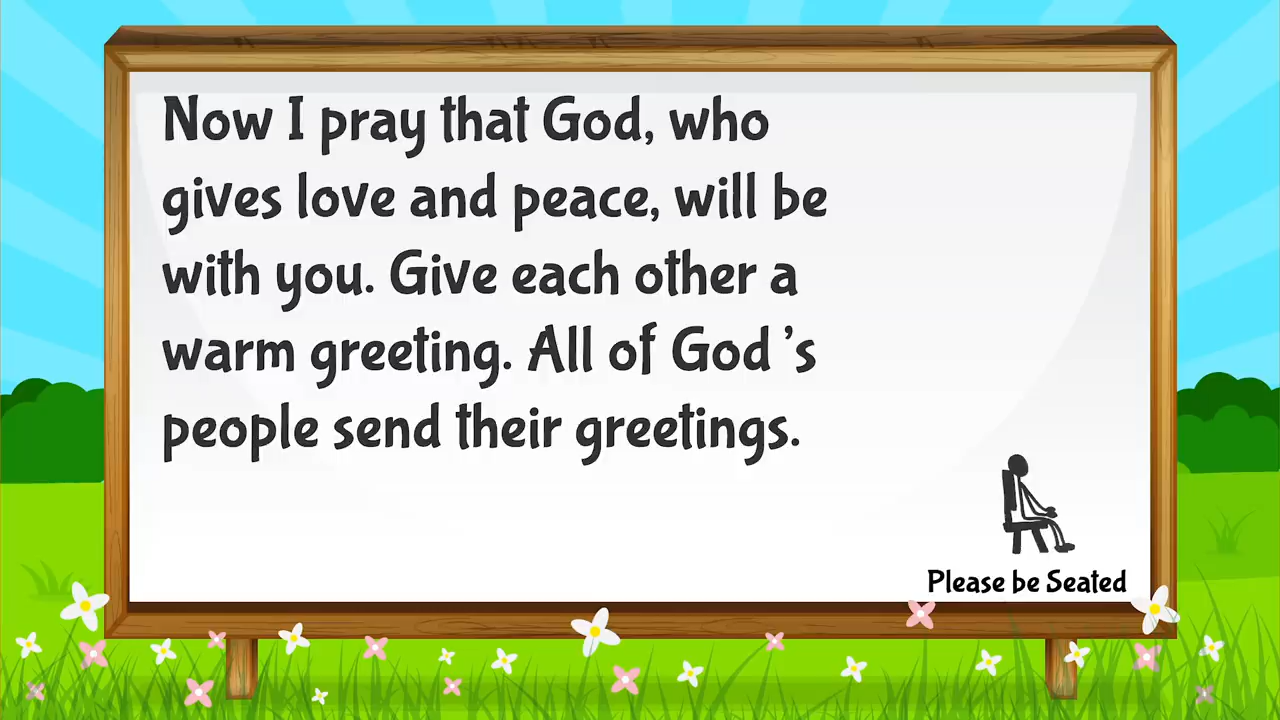 Now I pray that God, who
gives love and peace, will be
with you. Give each other a
warm greeting. All of God 's
people send their greetings.
Please be Seated